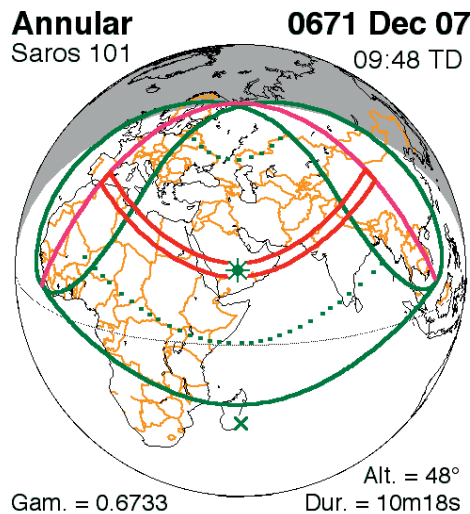 Annular 0671 Dec 07
Saros 101 09:48 TD
Alt. = 48°
Gam. = 0.6733 Dur. = 10m18s